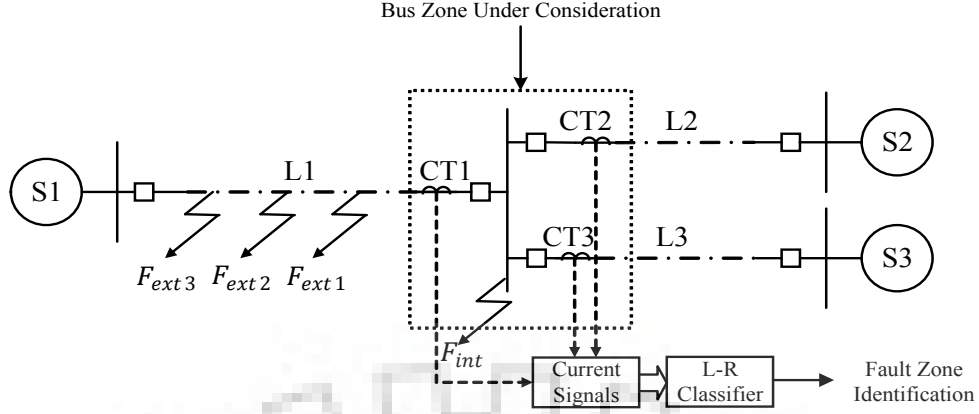 Bus Zone Under Consideration
CT2
L2
S2
L1
CT1
S1
CT3
L3
S3
F_ext3
F_ext2
F_ext1
F_int
Current
Signals
L-R
Classifier
Fault Zone
Identification